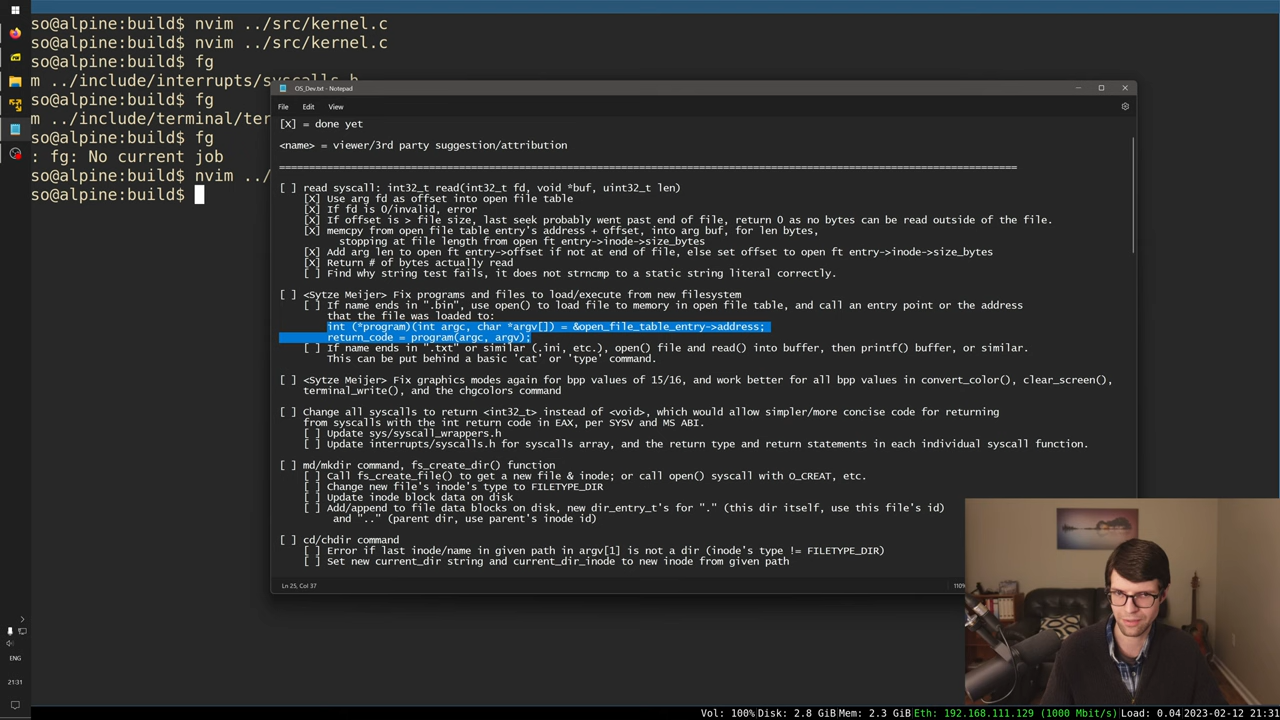 so@alpine:build$ nvim ../src/kernel.c
so@alpine:build$ nvim ../src/kernel.c
so@alpine:build$ fg
m ../include/interrupts/syscalls.h
so@alpine:build$ fg
m ../include/terminal/ter
so@alpine:build$ fg
: fg: No current job
so@alpine:build$ nvim ../
so@alpine:build$
OS_Dev.txt - Notepad
File Edit View
[X] = done yet
<name> = viewer/3rd party suggestion/attribution
[ ] read syscall: int32_t read(int32_t fd, void *buf, uint32_t len)
[X] Use arg fd as offset into open file table
[X] If fd is 0/invalid, error
[X] If offset is > file size, last seek probably went past end of file, return 0 as no bytes can be read outside of the file.
[X] memcpy from open file table entry's address + offset, into arg buf, for len bytes,
stopping at file length from open ft entry->inode->size_bytes
[X] Add arg len to open ft entry->offset if not at end of file, else set offset to open ft entry->inode->size_bytes)
[X] Return # of bytes actually read
[ ] Find why string test fails, it does not strncmp to a static string literal correctly.
[ ] <Sytze Meijer> Fix programs and files to load/execute from new filesystem
[ ] If name ends in ".bin", use open() to load file to memory in open file table, and call an entry point or the address
that the file was loaded to:
int (*program)(int argc, char *argv[]) = &open_file_table_entry->address;
return_code = program(argc, argv);
[ ] If name ends in ".txt" or similar (.ini, etc.), open() file and read() into buffer, then printf() buffer, or similar.
This can be put behind a basic 'cat' or 'type' command.
[ ] <Sytze Meijer> Fix graphics modes again for bpp values of 15/16, and work better for all bpp values in convert_color(), clear_screen(),
terminal_write(), and the chgcolors command
[ ] Change all syscalls to return <int32_t> instead of <void>, which would allow simpler/more concise code for returning
from syscalls with the int return code in EAX, per SYSV and MS ABI.
[ ] Update sys/syscall_wrappers.h
[ ] Update interrupts/syscalls.h for syscalls array, and the return type and return statements in each individual syscall function.
[ ] md/mkdir command, fs_create_dir() function
[ ] Call fs_create_file() to get a new file & inode; or call open() syscall with O_CREAT, etc.
[ ] Change new file's inode's type to FILETYPE_DIR
[ ] Update inode block data on disk
[ ] Add/append to file data blocks on disk, new dir_entry_t's for "." (this dir itself, use this file's id)
and ".." (parent dir, use parent's inode id)
[ ] cd/chdir command
[ ] Error if last inode/name in given path in argv[1] is not a dir (inode's type != FILETYPE_DIR)
[ ] Set new current_dir string and current_dir_inode to new inode from given path
Ln 25, Col 37
110%
ENG
21:31
Vol: 100% Disk: 2.8 GiB Mem: 2.3 GiB Eth: 192.168.111.129 (1000 Mbit/s) Load: 0.04 2023-02-12 21:31